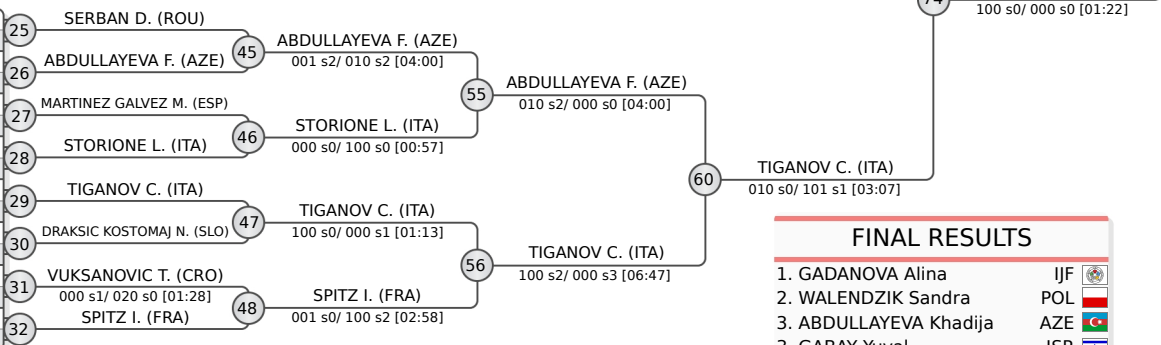 74
100 s0/ 000 s0 [01:22]
25
SERBAN D. (ROU)
26
ABDULLAYEVA F. (AZE)
45
ABDULLAYEVA F. (AZE)
001 s2/ 010 s2 [04:00]
27
MARTINEZ GALVEZ M. (ESP)
28
STORIONE L. (ITA)
46
STORIONE L. (ITA)
000 s0/ 100 s0 [00:57]
55
ABDULLAYEVA F. (AZE)
010 s2/ 000 s0 [04:00]
29
TIGANOV C. (ITA)
30
DRAKSIC KOSTOMAJ N. (SLO)
47
TIGANOV C. (ITA)
100 s0/ 000 s1 [01:13]
31
VUKSANOVIC T. (CRO)
000 s1/ 020 s0 [01:28]
32
SPITZ I. (FRA)
48
SPITZ I. (FRA)
001 s0/ 100 s2 [02:58]
56
TIGANOV C. (ITA)
100 s2/ 000 s3 [06:47]
60
TIGANOV C. (ITA)
010 s0/ 101 s1 [03:07]
FINAL RESULTS
1. GADANOVA Alina IJF
2. WALENDZIK Sandra POL
3. ABDULLAYEVA Khadija AZE